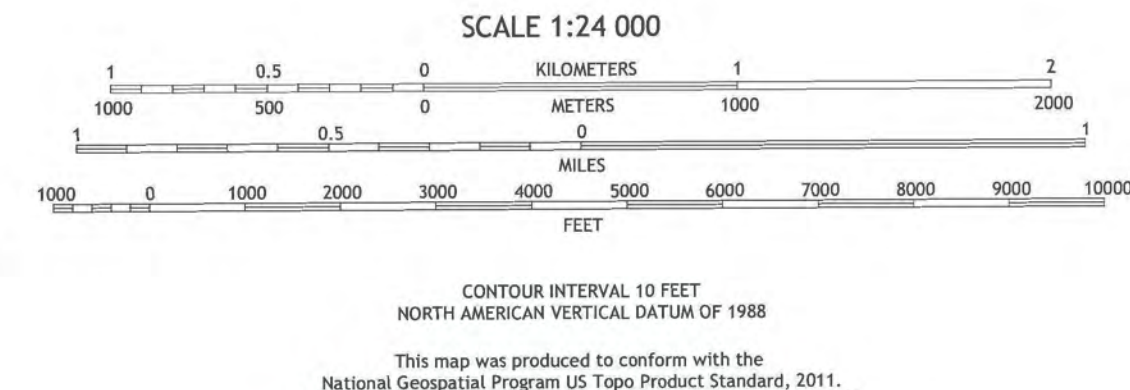 SCALE 1:24 000
1 0.5 0 KILOMETERS 1 2
1000 500 0 METERS 1000 2000
1 0.5 0 1
MILES
1000 0 1000 2000 3000 4000 5000 6000 7000 8000 9000 10000
FEET
CONTOUR INTERVAL 10 FEET
NORTH AMERICAN VERTICAL DATUM OF 1988
This map was produced to conform with the
National Geospatial Program US Topo Product Standard, 2011.